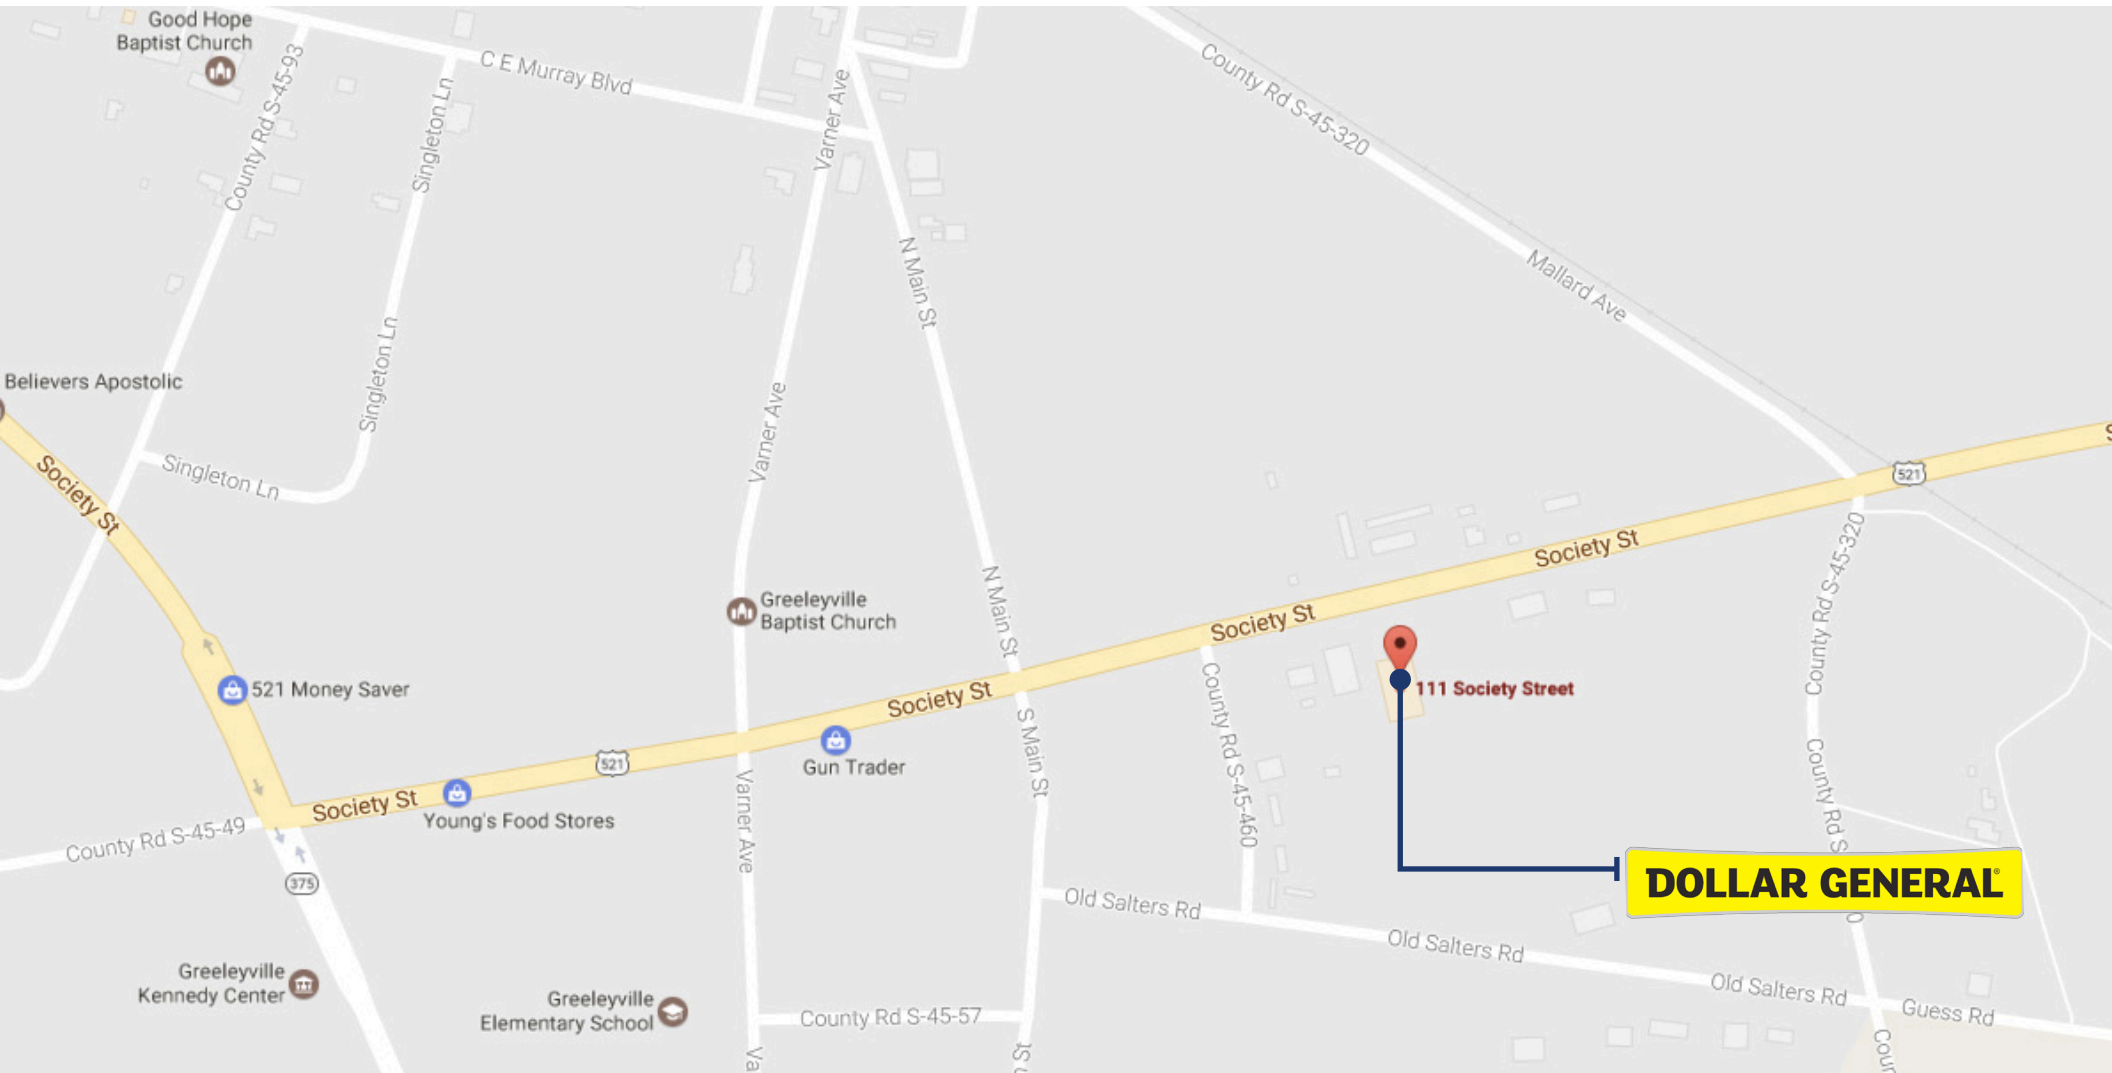 Good Hope
Baptist Church
C E Murray Blvd
County Rd S-45-93
Singleton Ln
Varner Ave
County Rd S-45-320
N Main St
Mallard Ave
Singleton Ln
Believers Apostolic
Varner Ave
Singleton Ln
Society St
521
County Rd S-45-320
Society St
N Main St
Greeleyville
Baptist Church
Society St
521 Money Saver
111 Society Street
Society St
County Rd S-45-460
S Main St
521
Gun Trader
Society St
Young's Food Stores
County Rd S-45-49
Varner Ave
County Rd S
375
DOLLAR GENERAL®
0
Old Salters Rd
Old Salters Rd
Greeleyville
Kennedy Center
Old Salters Rd
Guess Rd
Greeleyville
Elementary School
County Rd S-45-57
Va
Cour